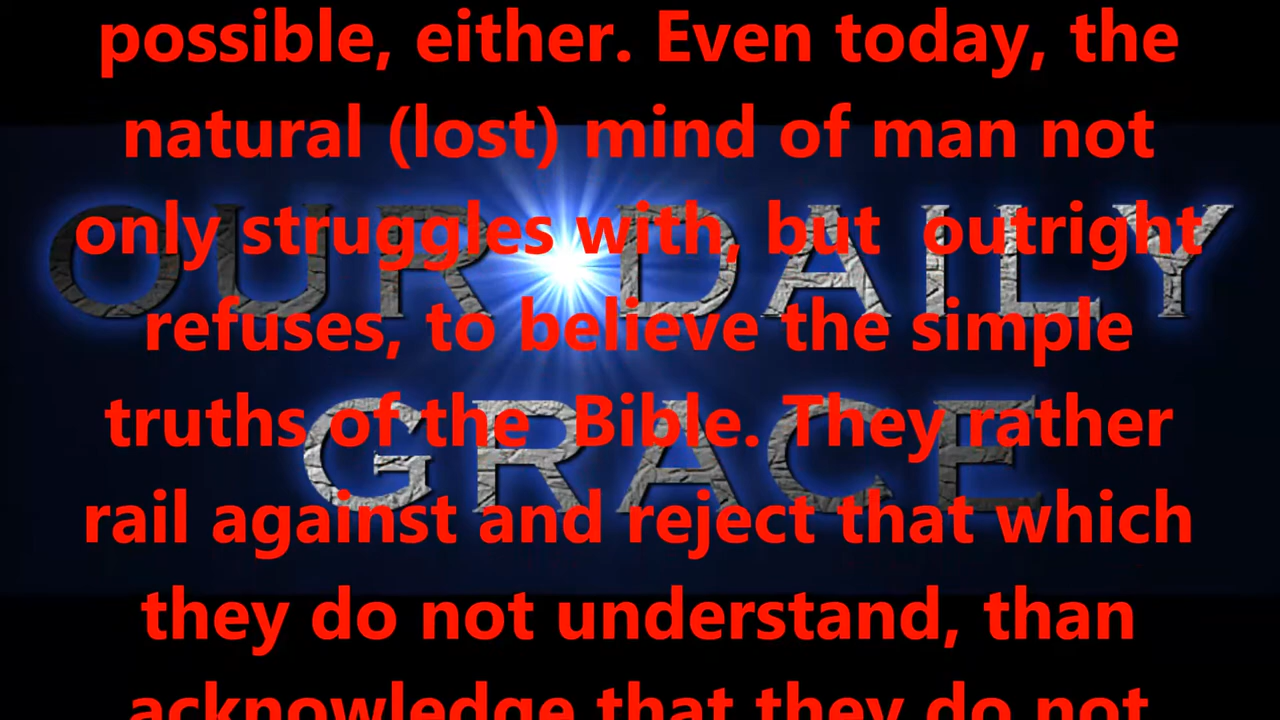 possible, either. Even today, the
natural (lost) mind of man not
only struggles with, but outright
refuses, to believe the simple
truths of the Bible. They rather
rail against and reject that which
they do not understand, than
acknowledge that they do not
OUR DAILY
GRACE